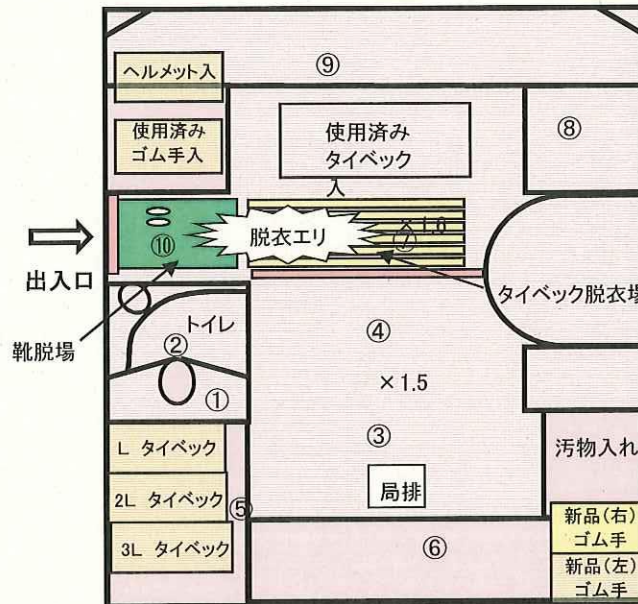 ⑨
ヘルメット入
使用済み
ゴム手入
使用済み
タイベック
入
⑧
出入口
⑩
脱衣エリ
⑦
タイベック脱衣場
靴脱場
トイレ
②
①
④
×1.5
③
局排
L タイベック
2L タイベック
3L タイベック
⑤
⑥
汚物入れ
新品(右)
ゴム手
新品(左)
ゴム手